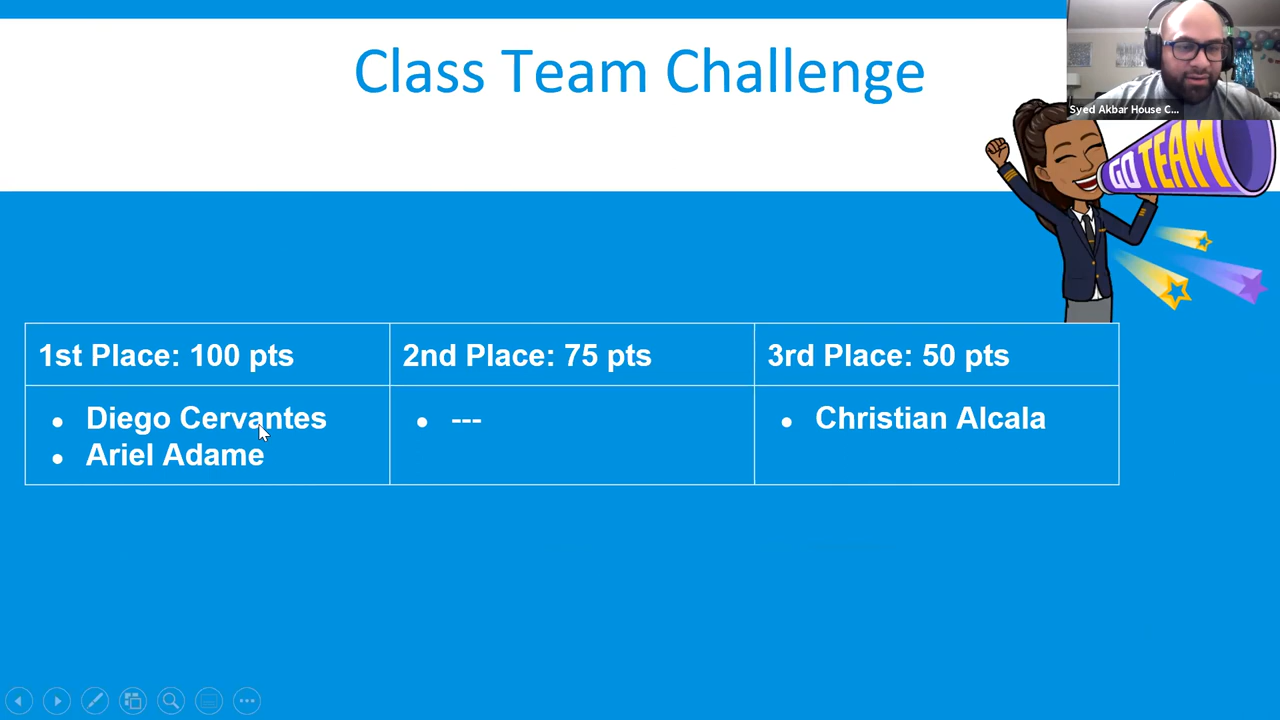 Class Team Challenge
Syed Akbar House C...
GO TEAM
1st Place: 100 pts
2nd Place: 75 pts
3rd Place: 50 pts
• Diego Cervantes
• Ariel Adame
• ---
• Christian Alcala